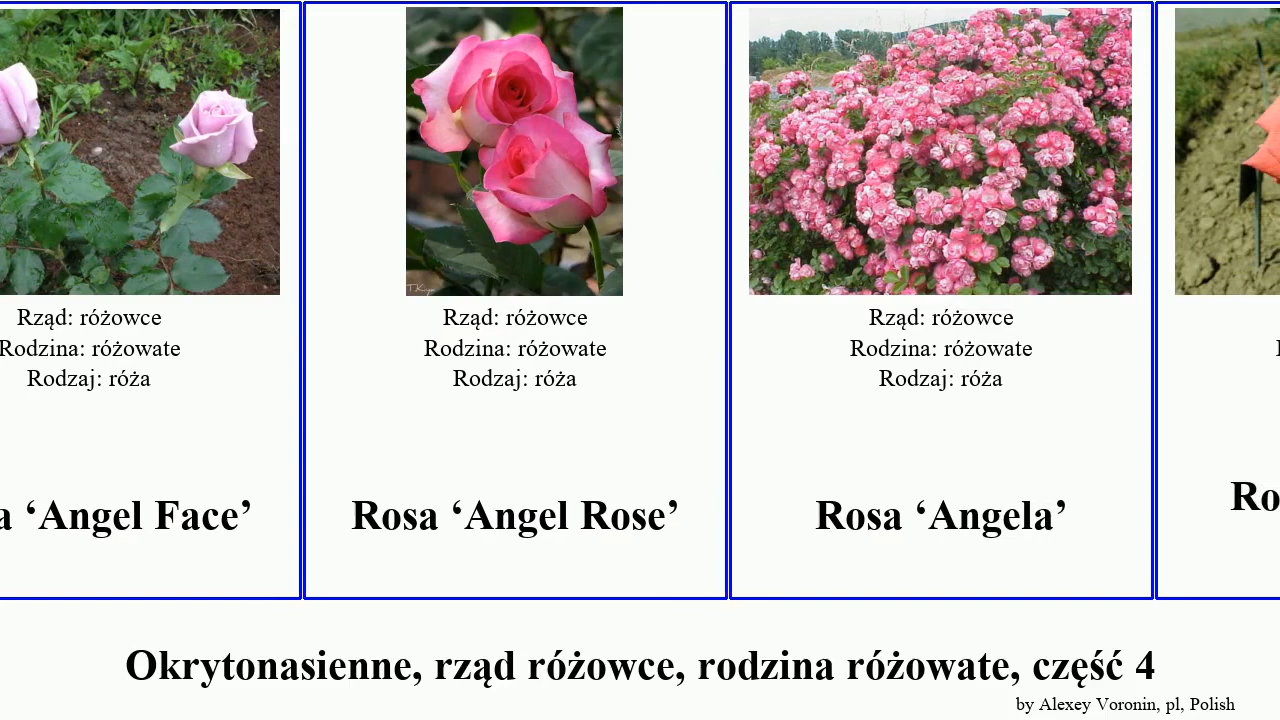 Rząd: różowce
Rodzina: różowate
Rodzaj: róża
a ‘Angel Face’
Rząd: różowce
Rodzina: różowate
Rodzaj: róża
Rosa ‘Angel Rose’
Rząd: różowce
Rodzina: różowate
Rodzaj: róża
Rosa ‘Angela’
Ro
Okrytonasienne, rząd różowce, rodzina różowate, część 4
by Alexey Voronin, pl, Polish